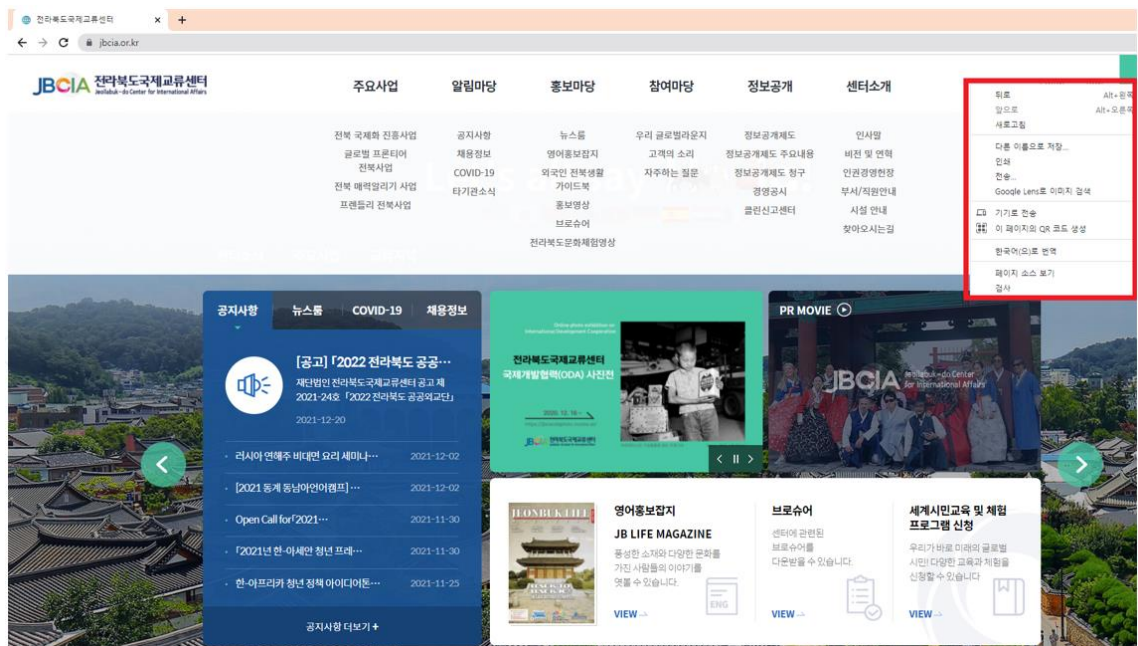 전라북도국제교류센터
jbcia.or.kr
JBCIA 전라북도국제교류센터
Jeollabuk-do Center for International Affairs
주요사업 알림마당 홍보마당 참여마당 정보공개 센터소개
전북 국제화 진흥사업
글로벌 프론티어
전북사업
전북 매력알리기 사업
프렌들리 전북사업
공지사항
채용정보
COVID-19
타기관소식
뉴스룸
영어홍보잡지
외국인 전북생활
가이드북
홍보영상
브로슈어
전라북도문화체험영상
우리 글로벌라운지
고객의 소리
자주하는 질문
정보공개제도
정보공개제도 주요내용
정보공개제도 청구
경영공시
클린신고센터
인사말
비전 및 연혁
인권경영헌장
부서/직원안내
시설 안내
찾아오시는길
뒤로 Alt+왼쪽
앞으로 Alt+오른쪽
새로고침
다른 이름으로 저장...
인쇄
전송...
Google Lens로 이미지 검색
기기로 전송
이 페이지의 QR 코드 생성
한국어(으)로 번역
페이지 소스 보기
검사
공지사항 뉴스룸 COVID-19 채용정보
[공고]「2022 전라북도 공공…
재단법인 전라북도국제교류센터 공고 제
2021-24호 「2022 전라북도 공공외교단」
2021-12-20
러시아 연해주 비대면 요리 세미나… 2021-12-02
[2021 동계 동남아언어캠프] … 2021-12-02
Open Call for「2021… 2021-11-30
「2021년 한-아세안 청년 프레… 2021-11-30
한-아프리카 청년 정책 아이디어톤… 2021-11-25
공지사항 더보기 +
Online photo exhibition on
International Development Cooperation
전라북도국제교류센터
국제개발협력(ODA) 사진전
2020. 12. 16 ~
JBCIA 전라북도국제교류센터
PR MOVIE
JBCIA Jeollabuk-do Center
for International Affairs
JEONBUK LIFE
영어홍보잡지
JB LIFE MAGAZINE
풍성한 소재와 다양한 문화를
가진 사람들의 이야기를
엿볼 수 있습니다.
ENG
VIEW
브로슈어
센터에 관련된
브로슈어를
다운받을 수 있습니다.
VIEW
세계시민교육 및 체험
프로그램 신청
우리가 바로 미래의 글로벌
시민! 다양한 교육과 체험을
신청할 수 있습니다
VIEW